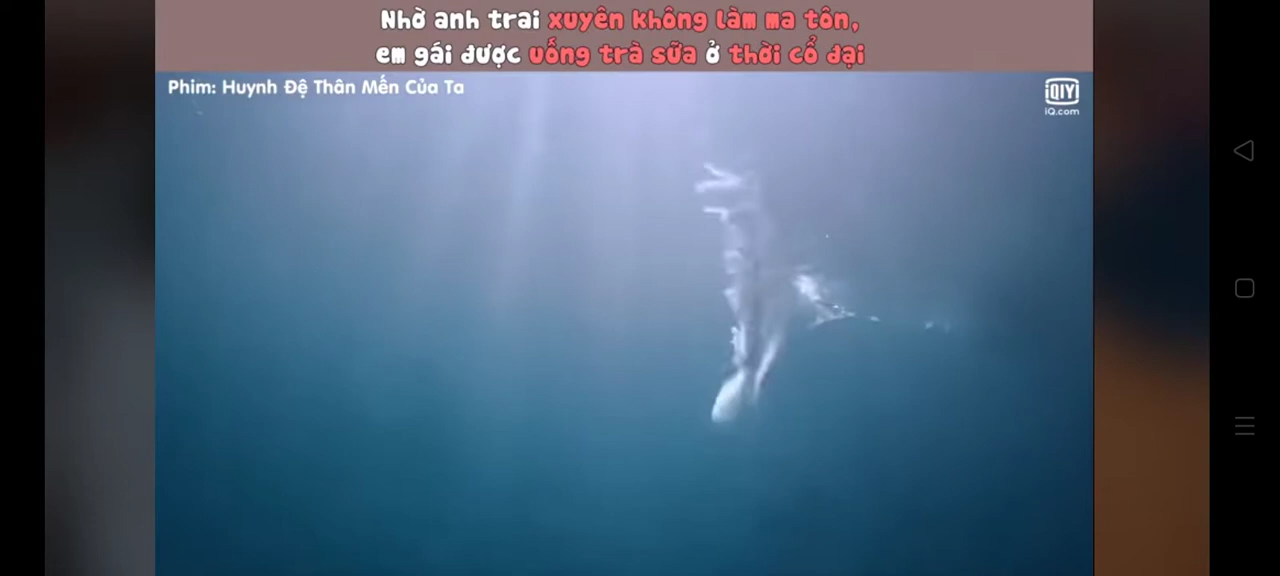 Nhờ anh trai xuyên không làm ma tôn,
em gái được uống trà sữa ở thời cổ đại
Phim: Huynh Đệ Thân Mến Của Ta
iQIYI
iQ.com